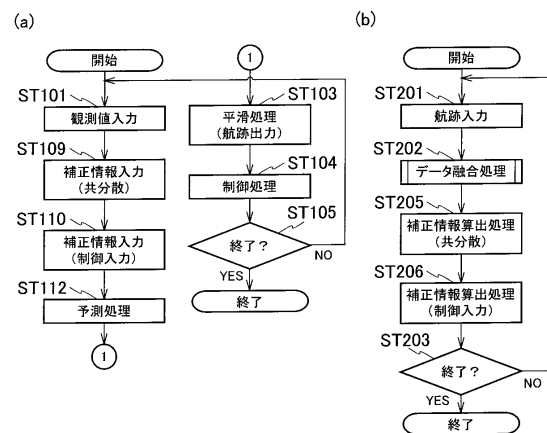 (a)
開始
ST101
観測値入力
ST109
補正情報入力
(共分散)
ST110
補正情報入力
(制御入力)
ST112
予測処理
1
1
ST103
平滑処理
(航跡出力)
ST104
制御処理
ST105
終了?
NO
YES
終了
(b)
開始
ST201
航跡入力
ST202
データ融合処理
ST205
補正情報算出処理
(共分散)
ST206
補正情報算出処理
(制御入力)
ST203
終了?
NO
YES
終了